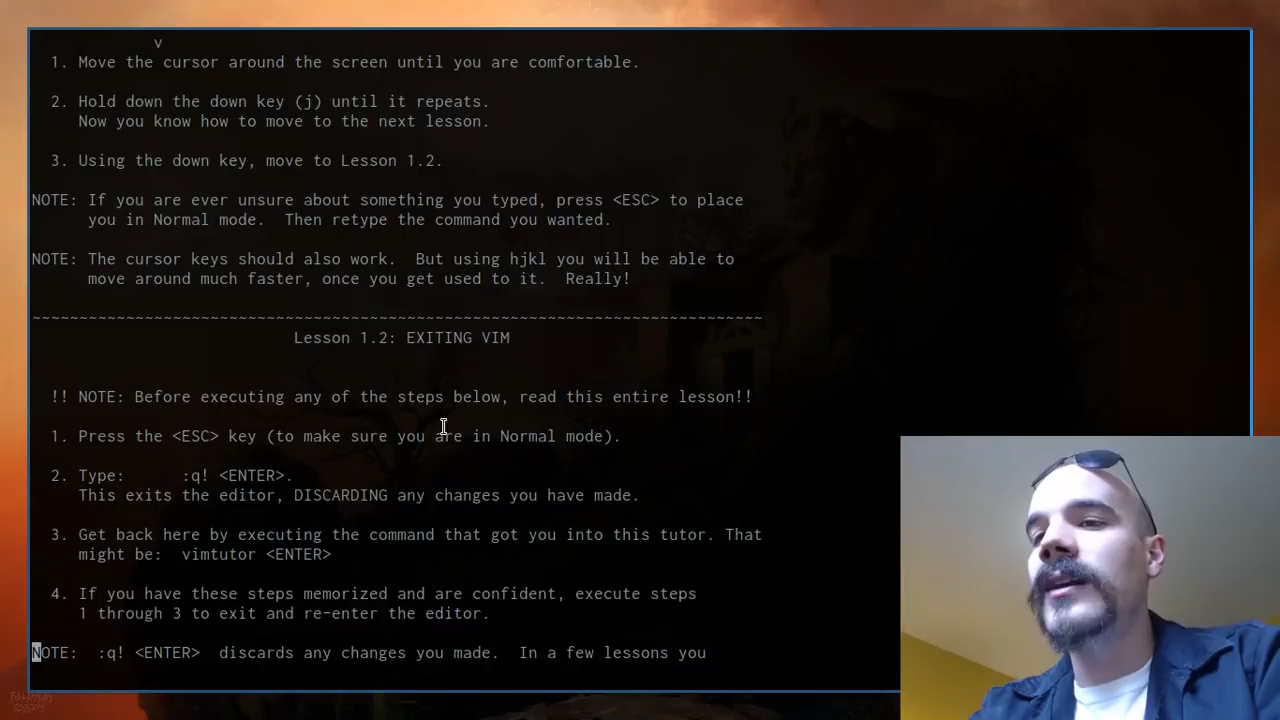 v
1. Move the cursor around the screen until you are comfortable.
2. Hold down the down key (j) until it repeats.
Now you know how to move to the next lesson.
3. Using the down key, move to Lesson 1.2.
NOTE: If you are ever unsure about something you typed, press <ESC> to place
you in Normal mode.  Then retype the command you wanted.
NOTE: The cursor keys should also work.  But using hjkl you will be able to
move around much faster, once you get used to it.  Really!
~~~~~~~~~~~~~~~~~~~~~~~~~~~~~~~~~~~~~~~~~~~~~~~~~~~~~~~~~~~~~~~~~~~~~~~~~~~~~~
Lesson 1.2: EXITING VIM
!! NOTE: Before executing any of the steps below, read this entire lesson!!
1. Press the <ESC> key (to make sure you are in Normal mode).
2. Type:      :q! <ENTER>.
This exits the editor, DISCARDING any changes you have made.
3. Get back here by executing the command that got you into this tutor. That
might be:  vimtutor <ENTER>
4. If you have these steps memorized and are confident, execute steps
1 through 3 to exit and re-enter the editor.
NOTE:  :q! <ENTER>  discards any changes you made.  In a few lessons you